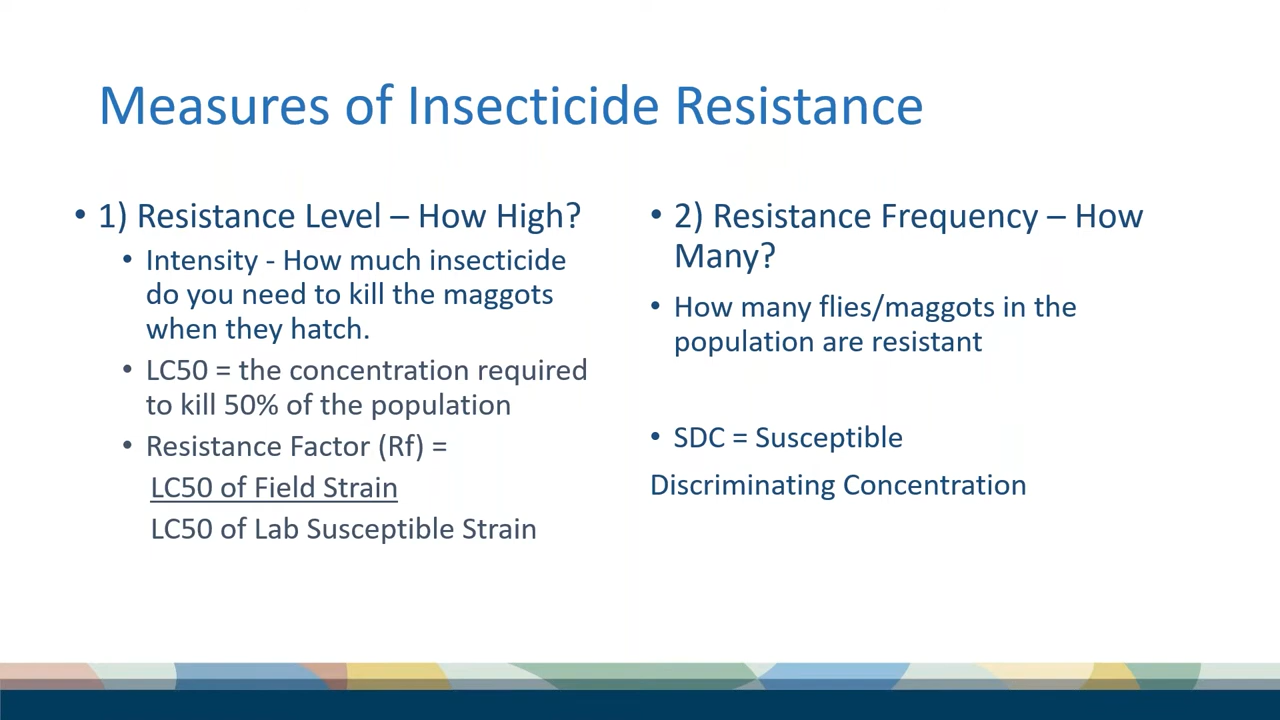 Measures of Insecticide Resistance
• 1) Resistance Level – How High?
• Intensity - How much insecticide
do you need to kill the maggots
when they hatch.
• LC50 = the concentration required
to kill 50% of the population
• Resistance Factor (Rf) =
LC50 of Field Strain
LC50 of Lab Susceptible Strain
• 2) Resistance Frequency – How
Many?
• How many flies/maggots in the
population are resistant
• SDC = Susceptible
Discriminating Concentration